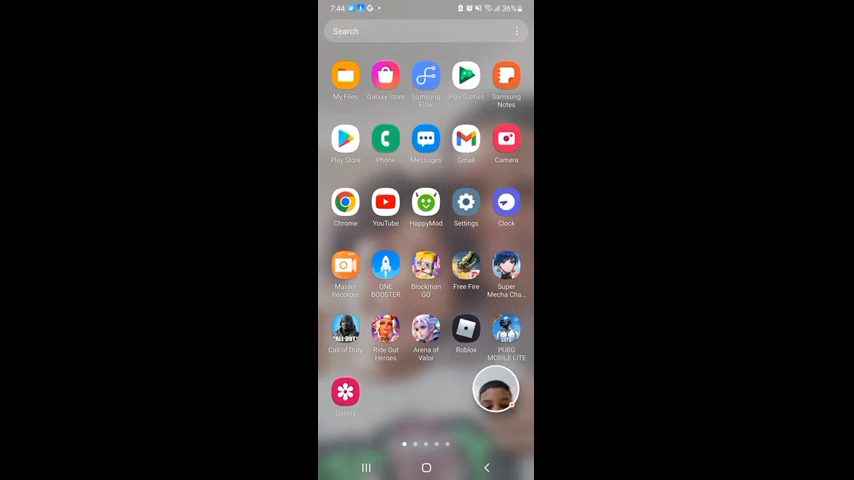 7:44 36%
Search
My Files Galaxy Store Samsung Flow Play Games Samsung Notes
Play Store Phone Messages Gmail Camera
Chrome YouTube HappyMod Settings Clock
Master Recorder ONE BOOSTER Blockman GO Free Fire Super Mecha Cha...
Call of Duty Ride Out Heroes Arena of Valor Roblox PUBG MOBILE LITE
Gallery